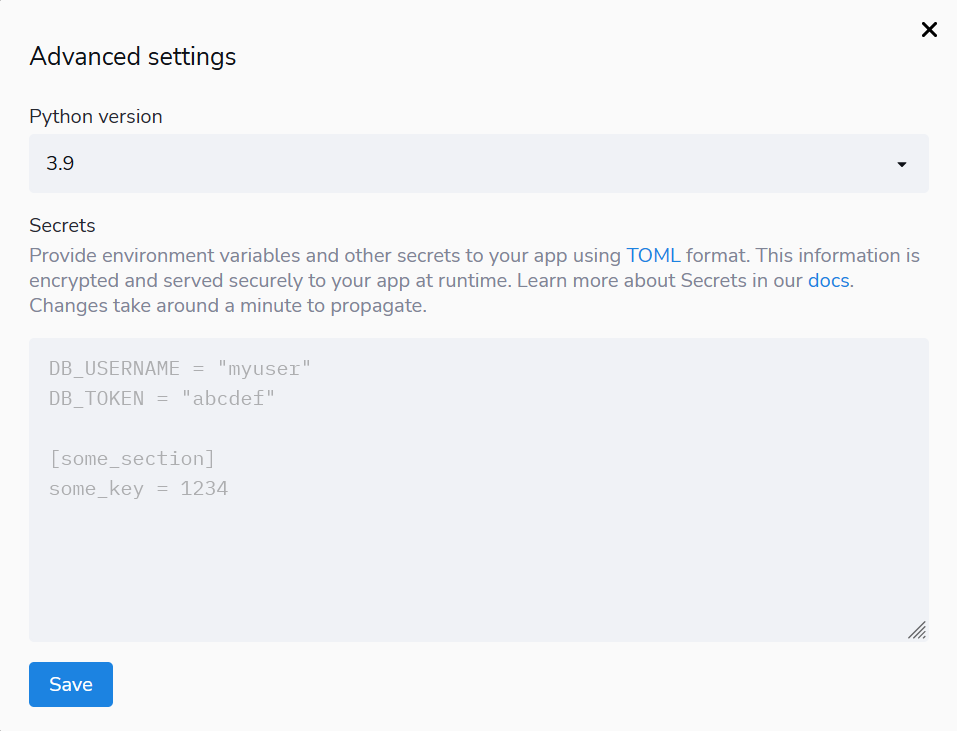 Advanced settings
Python version
3.9
Secrets
Provide environment variables and other secrets to your app using TOML format. This information is
encrypted and served securely to your app at runtime. Learn more about Secrets in our docs.
Changes take around a minute to propagate.
DB_USERNAME = "myuser"
DB_TOKEN = "abcdef"
[some_section]
some_key = 1234
Save